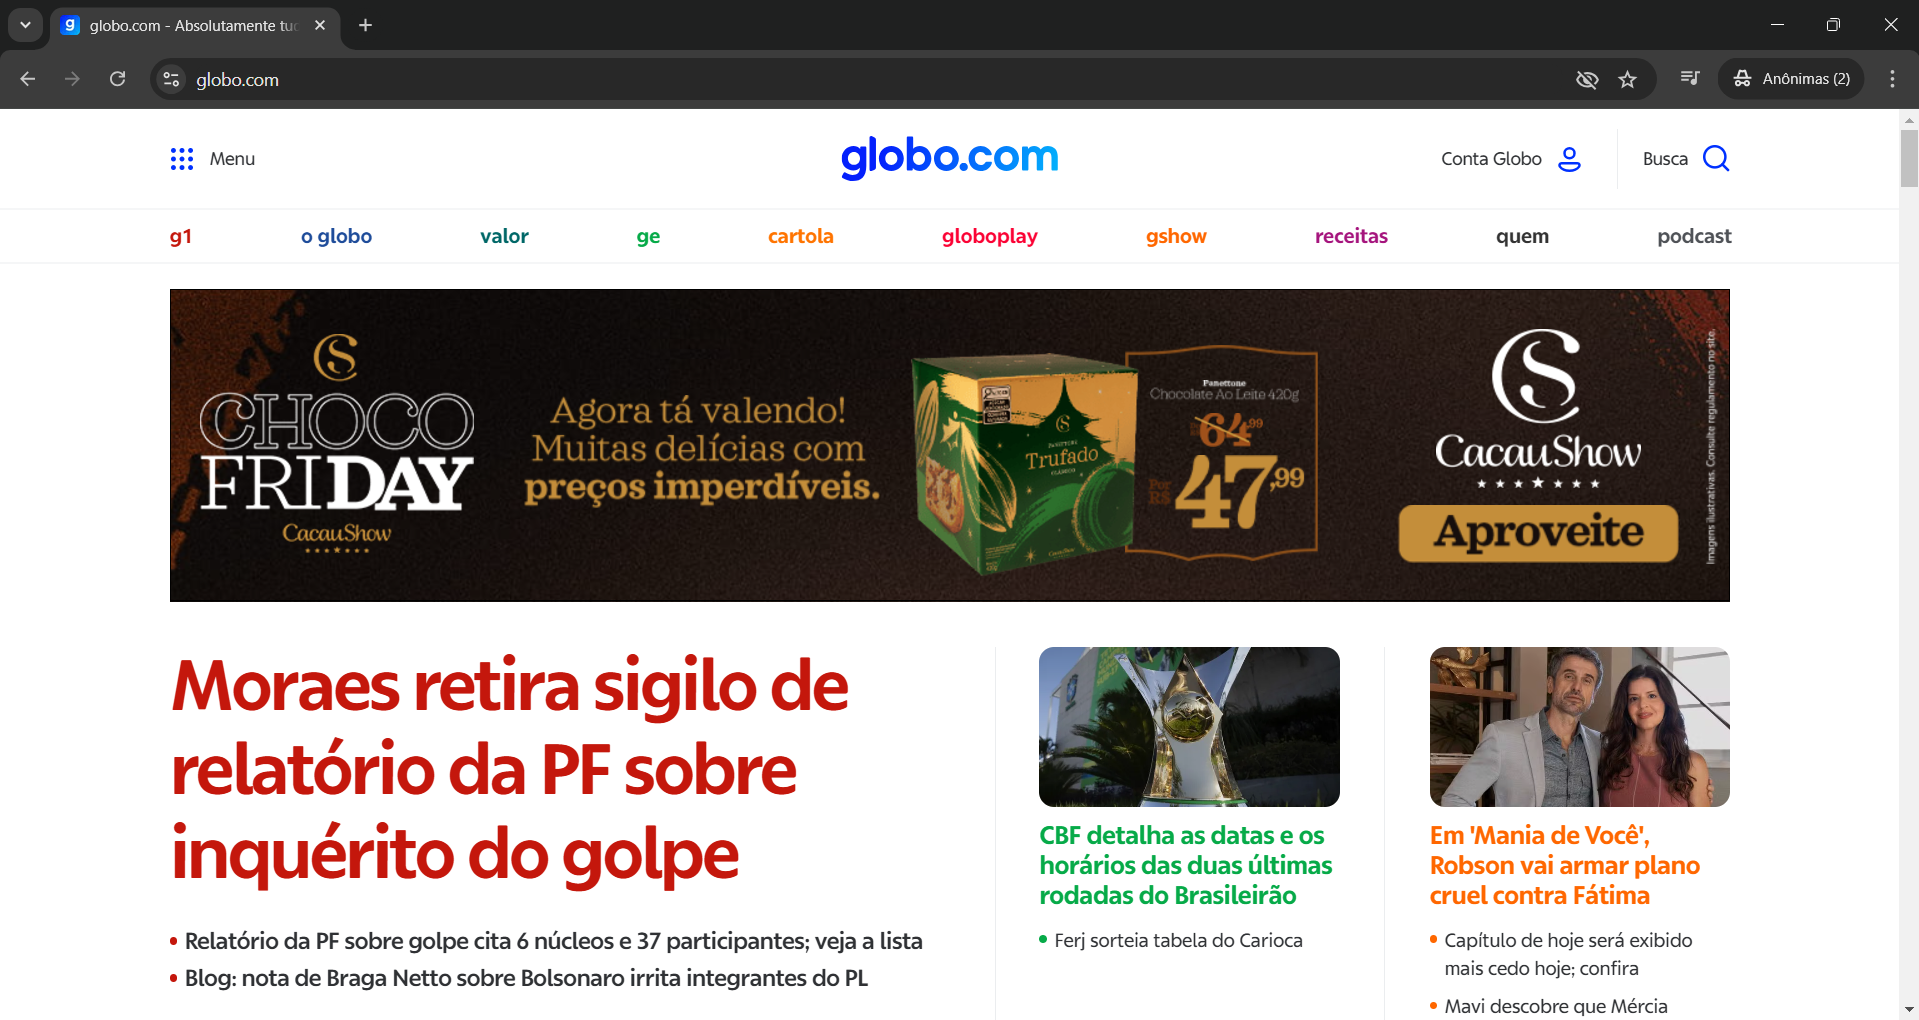 globo.com - Absolutamente tu
globo.com
Anônimas (2)
Menu
globo.com
Conta Globo
Busca
g1
o globo
valor
ge
cartola
globoplay
gshow
receitas
quem
podcast
CHOCO
FRIDAY
CacauShow
Agora tá valendo!
Muitas delícias com
preços imperdíveis.
Panettone
Trufado
CLÁSSICO
CacauShow
Panettone
Chocolate Ao Leite 420g
64,99
Por
R$
47,99
CacauShow
Aproveite
Imagens ilustrativas. Consulte regulamento no site.
Moraes retira sigilo de
relatório da PF sobre
inquérito do golpe
• Relatório da PF sobre golpe cita 6 núcleos e 37 participantes; veja a lista
• Blog: nota de Braga Netto sobre Bolsonaro irrita integrantes do PL
CBF detalha as datas e os
horários das duas últimas
rodadas do Brasileirão
• Ferj sorteia tabela do Carioca
Em 'Mania de Você',
Robson vai armar plano
cruel contra Fátima
• Capítulo de hoje será exibido
mais cedo hoje; confira
• Mavi descobre que Mércia